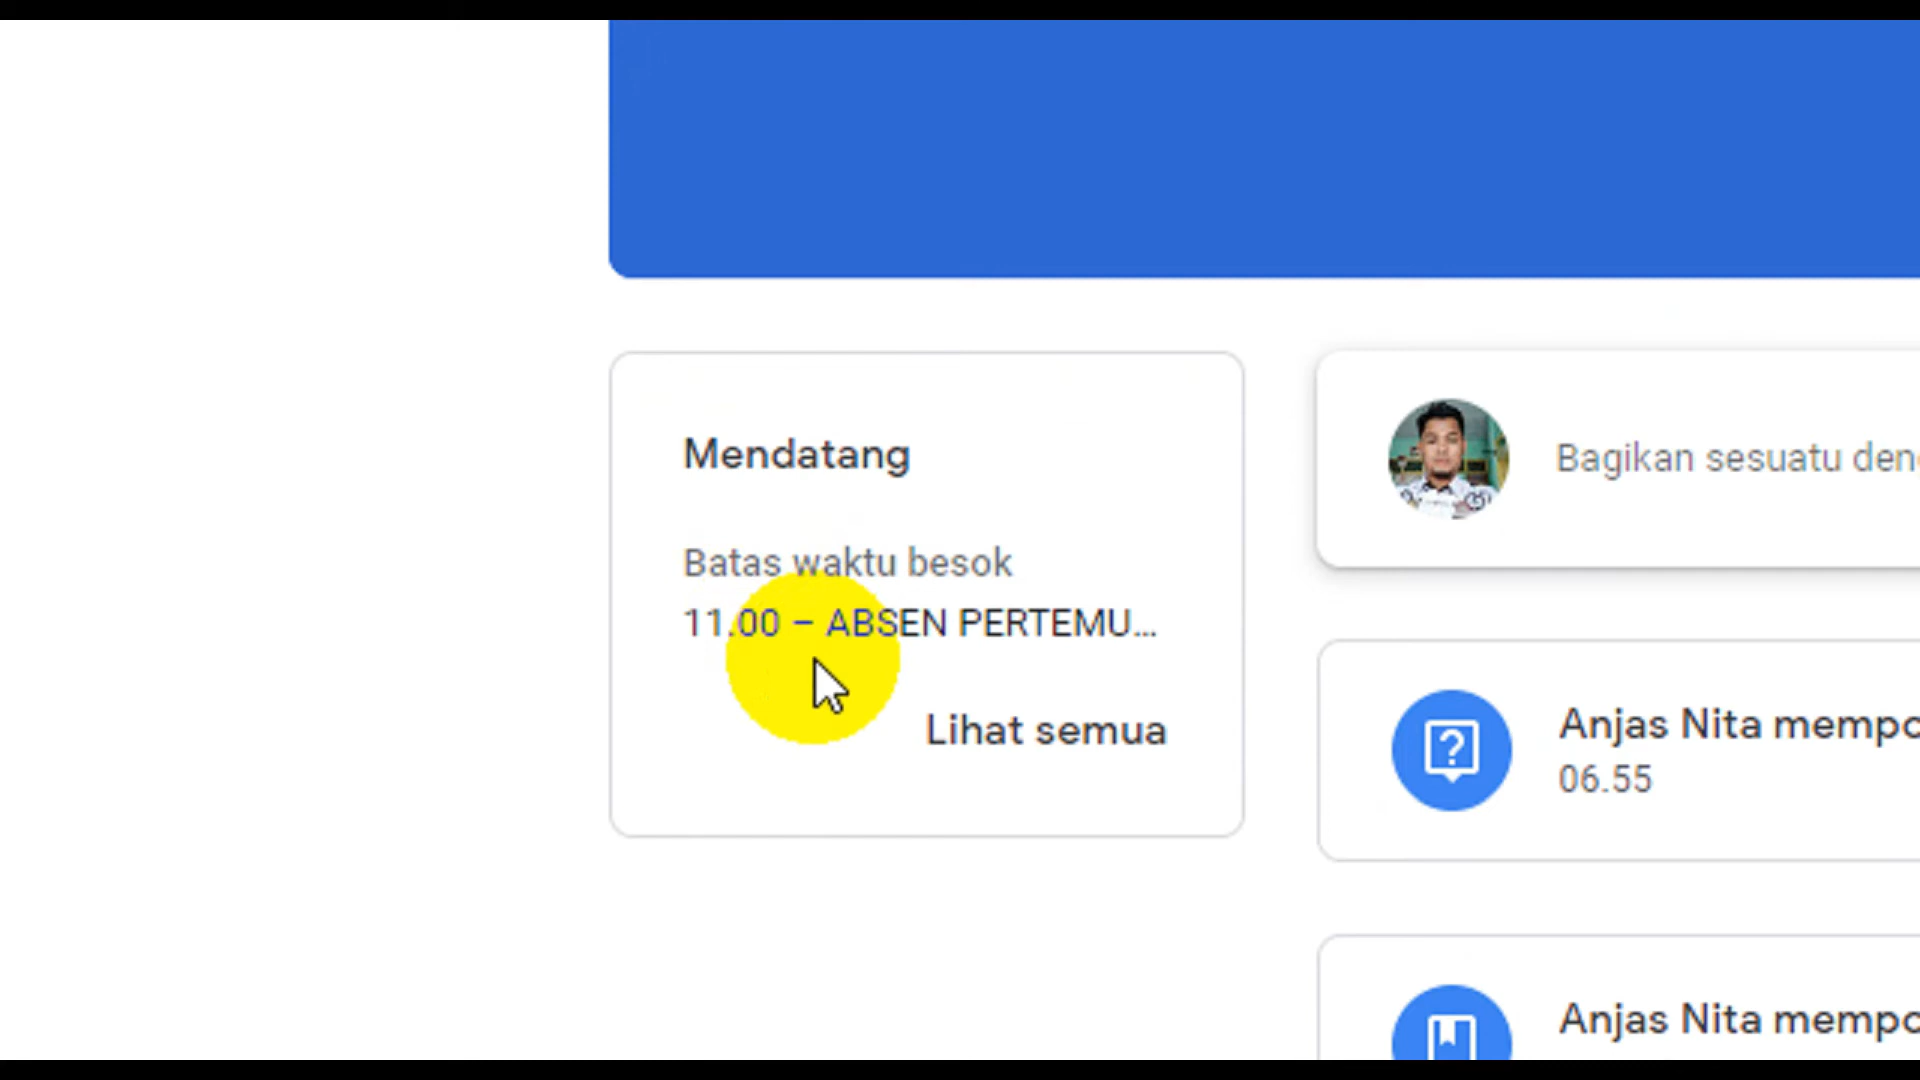 Mendatang
Batas waktu besok
11.00 – ABSEN PERTEMU...
Lihat semua
Bagikan sesuatu den
Anjas Nita mempo
06.55
Anjas Nita mempo